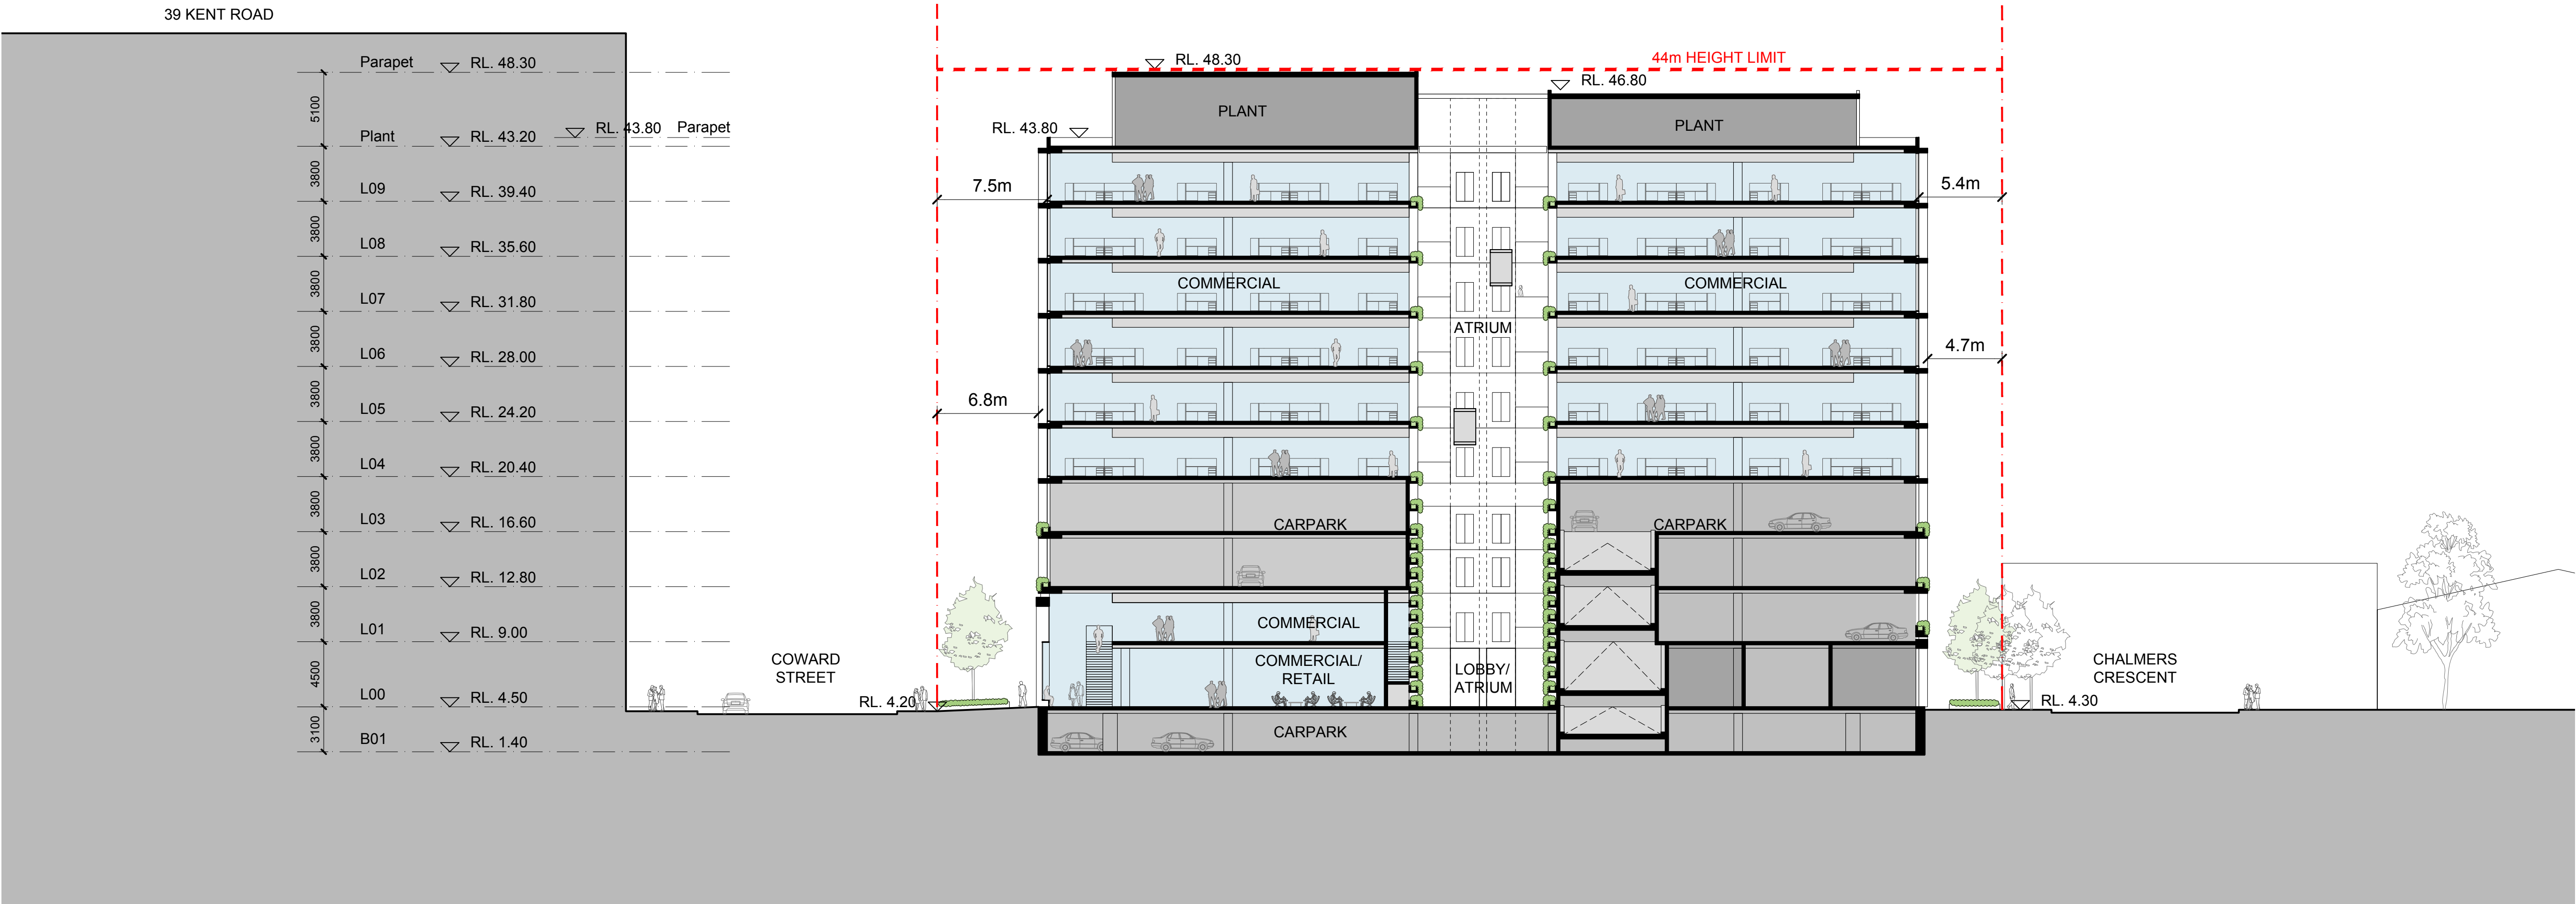 39 KENT ROAD
Parapet RL. 48.30
5100
Plant RL. 43.20
RL. 43.80 Parapet
3800
L09 RL. 39.40
3800
L08 RL. 35.60
3800
L07 RL. 31.80
3800
L06 RL. 28.00
3800
L05 RL. 24.20
3800
L04 RL. 20.40
3800
L03 RL. 16.60
3800
L02 RL. 12.80
3800
L01 RL. 9.00
4500
L00 RL. 4.50
3100
B01 RL. 1.40
COWARD
STREET
RL. 4.20
7.5m
6.8m
RL. 48.30
44m HEIGHT LIMIT
RL. 46.80
RL. 43.80
PLANT
PLANT
COMMERCIAL
COMMERCIAL
ATRIUM
CARPARK
CARPARK
COMMERCIAL
COMMERCIAL/
RETAIL
LOBBY/
ATRIUM
CARPARK
5.4m
4.7m
CHALMERS
CRESCENT
RL. 4.30